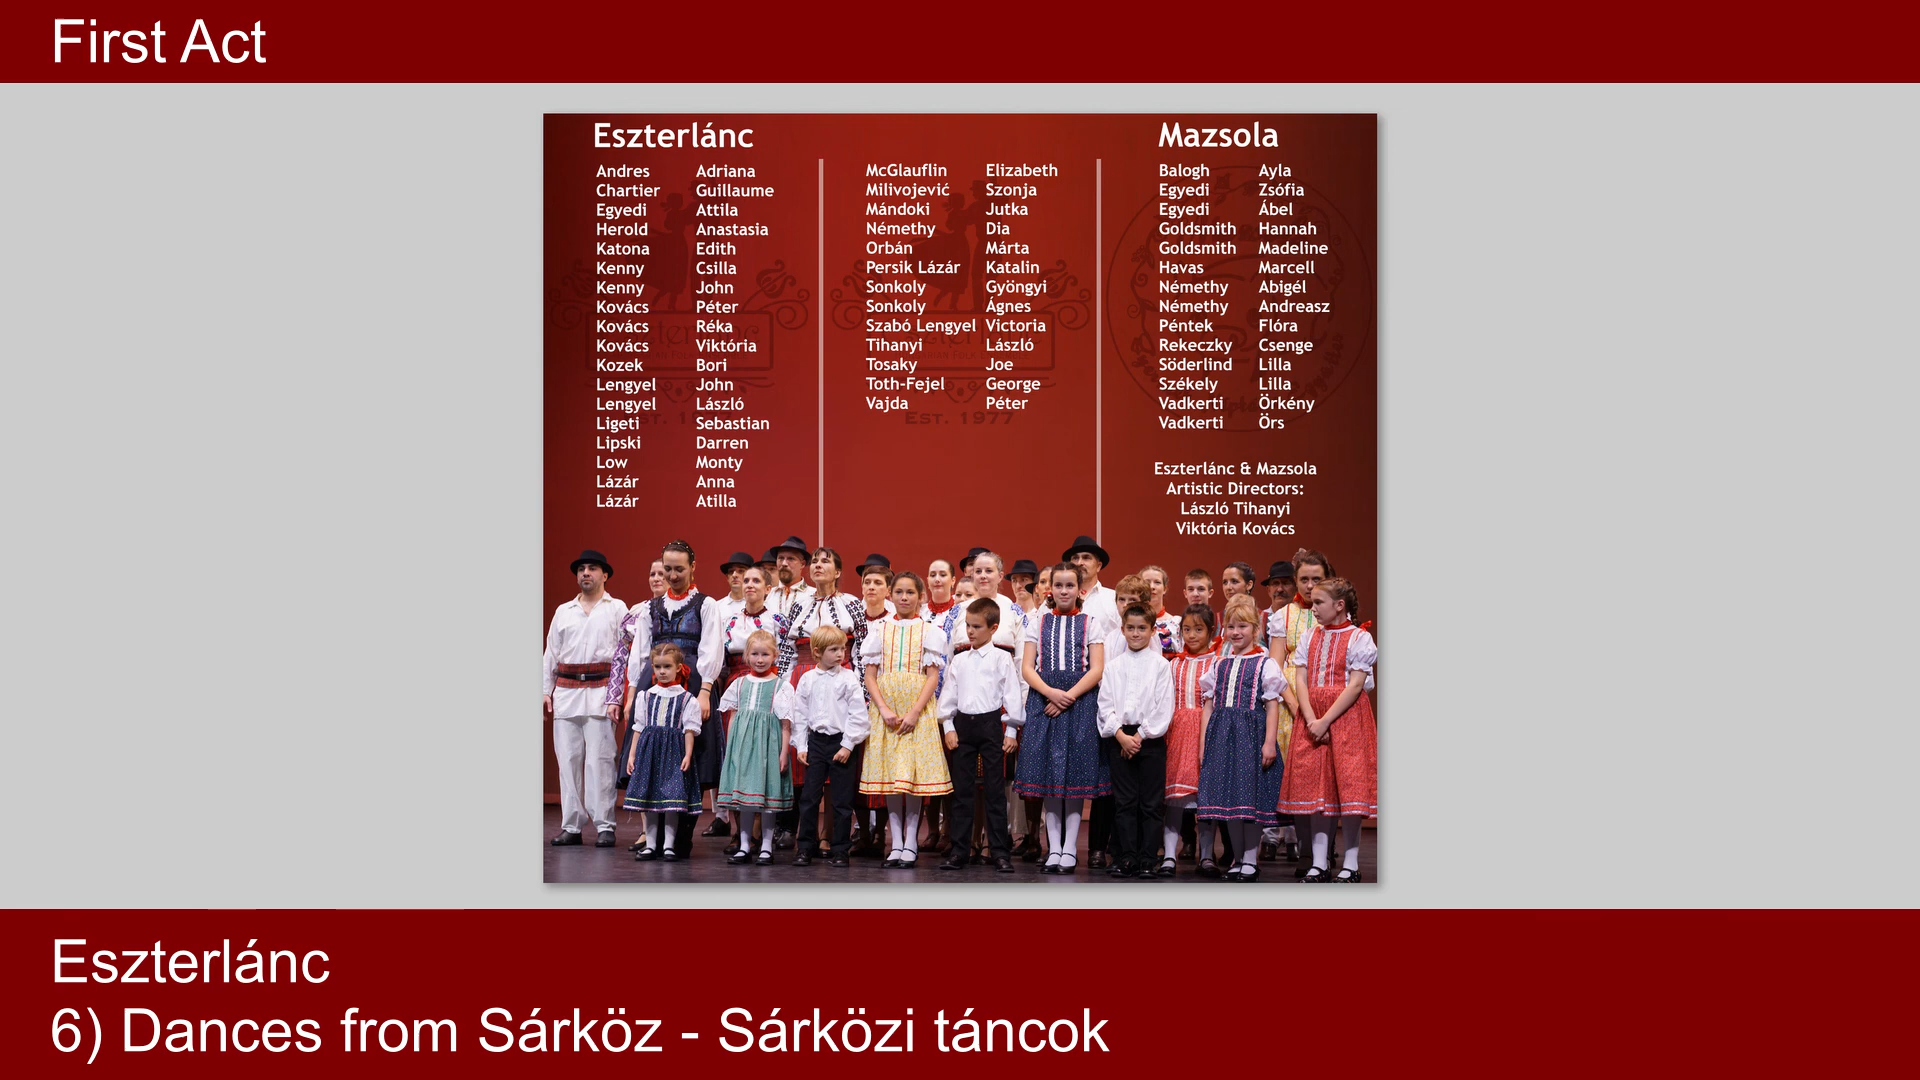 First Act
Eszterlánc
Andres Adriana
Chartier Guillaume
Egyedi Attila
Herold Anastasia
Katona Edith
Kenny Csilla
Kenny John
Kovács Péter
Kovács Réka
Kovács Viktória
Kozek Bori
Lengyel John
Lengyel László
Ligeti Sebastian
Lipski Darren
Low Monty
Lázár Anna
Lázár Atilla
McGlauflin Elizabeth
Milivojević Szonja
Mándoki Jutka
Némethy Dia
Orbán Márta
Persik Lázár Katalin
Sonkoly Gyöngyi
Sonkoly Ágnes
Szabó Lengyel Victoria
Tihanyi László
Tosaky Joe
Toth-Fejel George
Vajda Péter
EST. 1977
Mazsola
Balogh Ayla
Egyedi Zsófia
Egyedi Ábel
Goldsmith Hannah
Goldsmith Madeline
Havas Marcell
Némethy Abigél
Némethy Andreasz
Péntek Flóra
Rekeczky Csenge
Söderlind Lilla
Székely Lilla
Vadkerti Örkény
Vadkerti Örs
Eszterlánc & Mazsola
Artistic Directors:
László Tihanyi
Viktória Kovács
Eszterlánc
6) Dances from Sárköz - Sárközi táncok